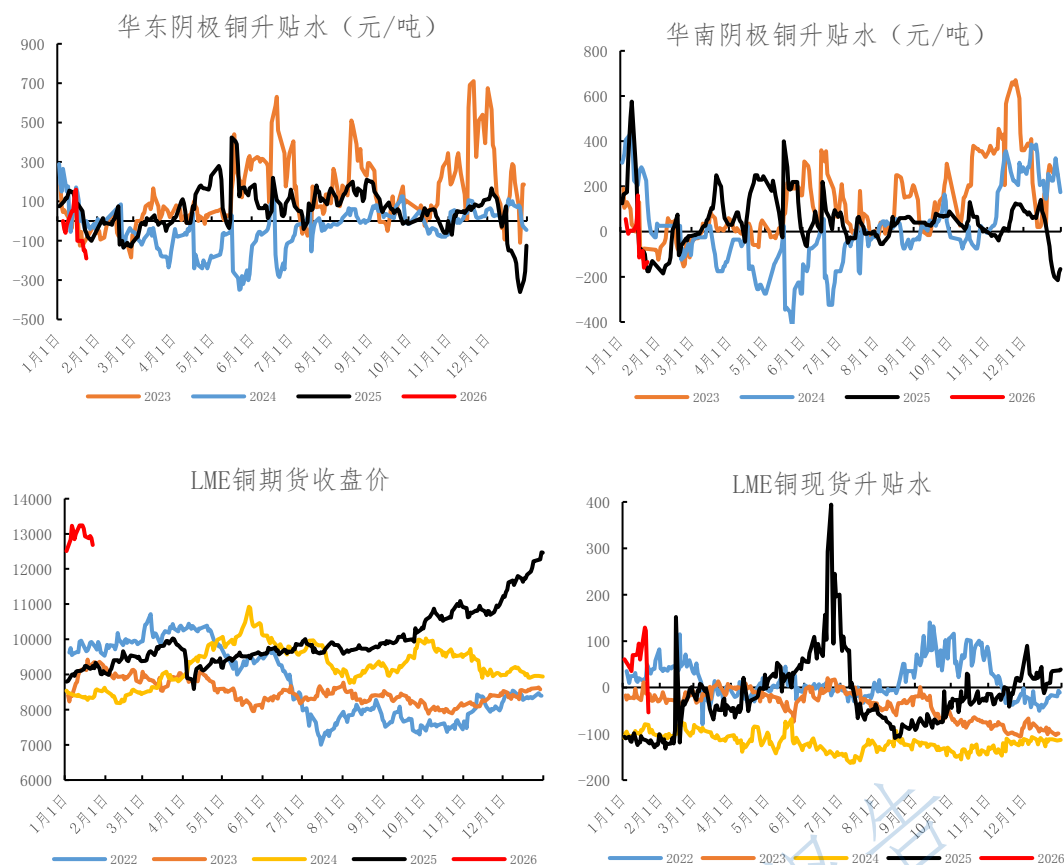 华东阴极铜升贴水（元/吨）
900
700
500
300
100
-100
-300
-500
1月1日
2月1日
3月1日
4月1日
5月1日
6月1日
7月1日
8月1日
9月1日
10月1日
11月1日
12月1日
2023 2024 2025 2026
华南阴极铜升贴水（元/吨）
800
600
400
200
0
-200
-400
1月1日
2月1日
3月1日
4月1日
5月1日
6月1日
7月1日
8月1日
9月1日
10月1日
11月1日
12月1日
2023 2024 2025 2026
LME铜期货收盘价
14000
13000
12000
11000
10000
9000
8000
7000
6000
1月1日
2月1日
3月1日
4月1日
5月1日
6月1日
7月1日
8月1日
9月1日
10月1日
11月1日
12月1日
2022 2023 2024 2025 2026
LME铜现货升贴水
400
300
200
100
0
-100
-200
1月1日
2月1日
3月1日
4月1日
5月1日
6月1日
7月1日
8月1日
9月1日
10月1日
11月1日
12月1日
2022 2023 2024 2025 2026
告